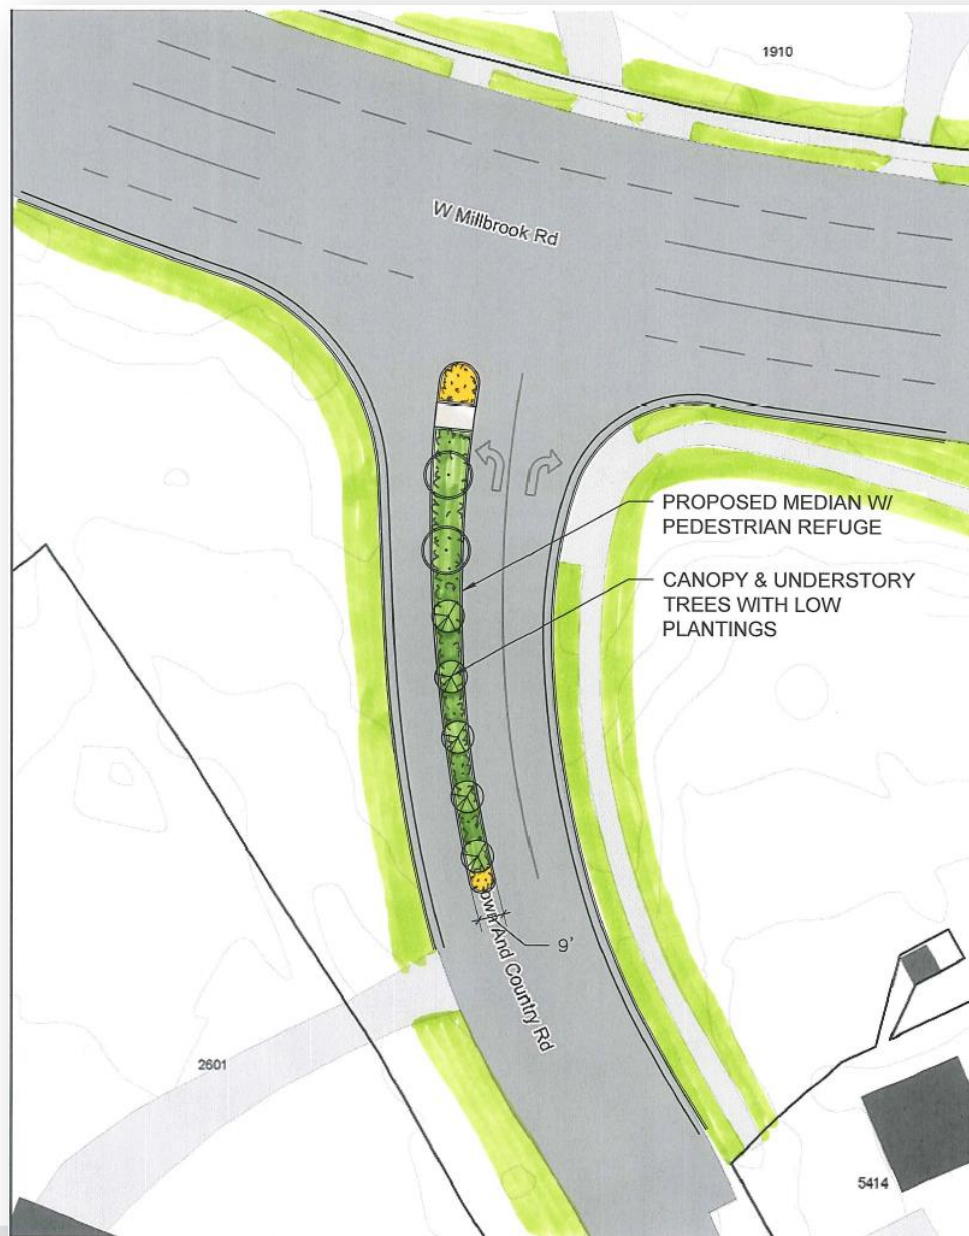 1910
W Millbrook Rd
PROPOSED MEDIAN W/
PEDESTRIAN REFUGE
CANOPY & UNDERSTORY
TREES WITH LOW
PLANTINGS
9'
own And Country Rd
2601
5414